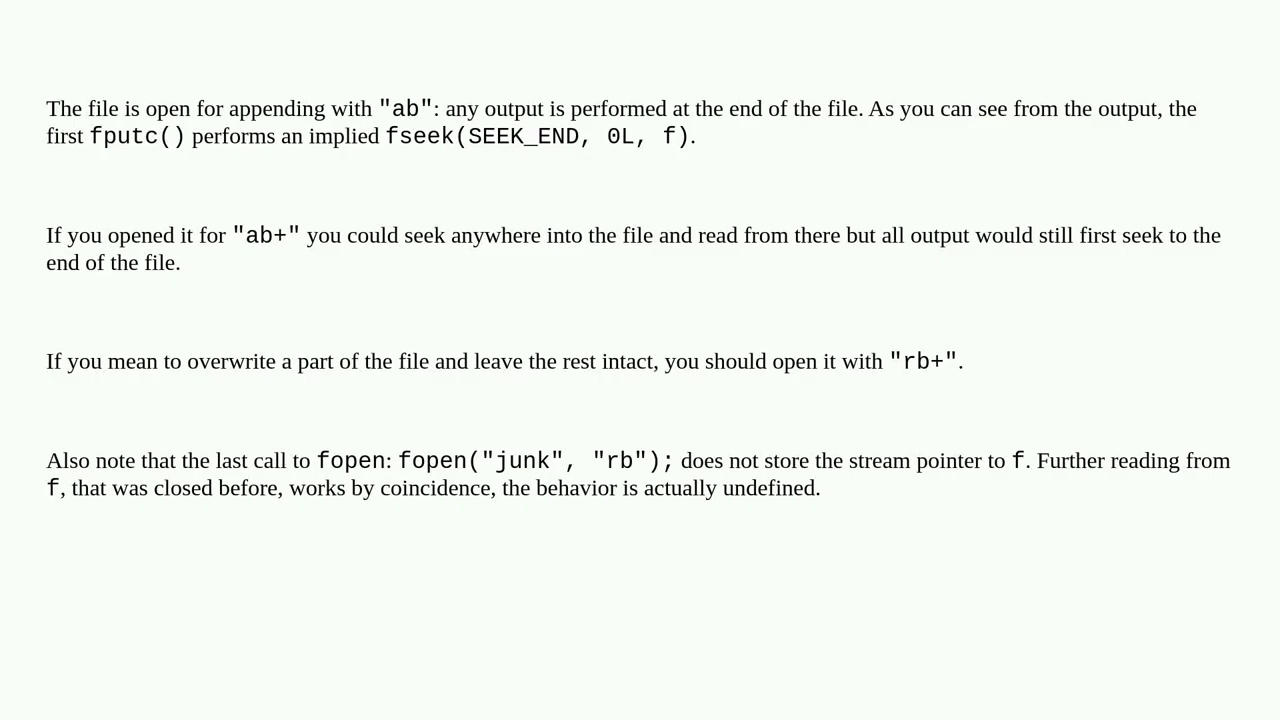 The file is open for appending with "ab": any output is performed at the end of the file. As you can see from the output, the
first fputc() performs an implied fseek(SEEK_END, 0L, f).
If you opened it for "ab+" you could seek anywhere into the file and read from there but all output would still first seek to the
end of the file.
If you mean to overwrite a part of the file and leave the rest intact, you should open it with "rb+".
Also note that the last call to fopen: fopen("junk", "rb"); does not store the stream pointer to f. Further reading from
f, that was closed before, works by coincidence, the behavior is actually undefined.